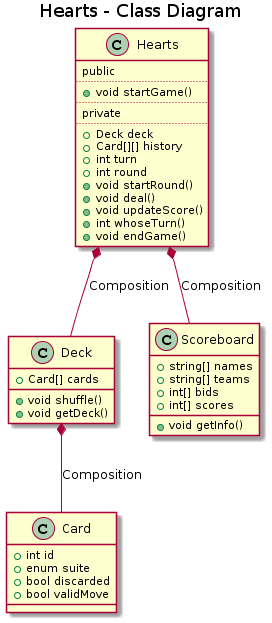 Hearts - Class Diagram
C Hearts
public
void startGame()
private
Deck deck
Card[][] history
int turn
int round
void startRound()
void deal()
void updateScore()
int whoseTurn()
void endGame()
Composition
Composition
C Deck
Card[] cards
void shuffle()
void getDeck()
C Scoreboard
string[] names
string[] teams
int[] bids
int[] scores
void getInfo()
Composition
C Card
int id
enum suite
bool discarded
bool validMove